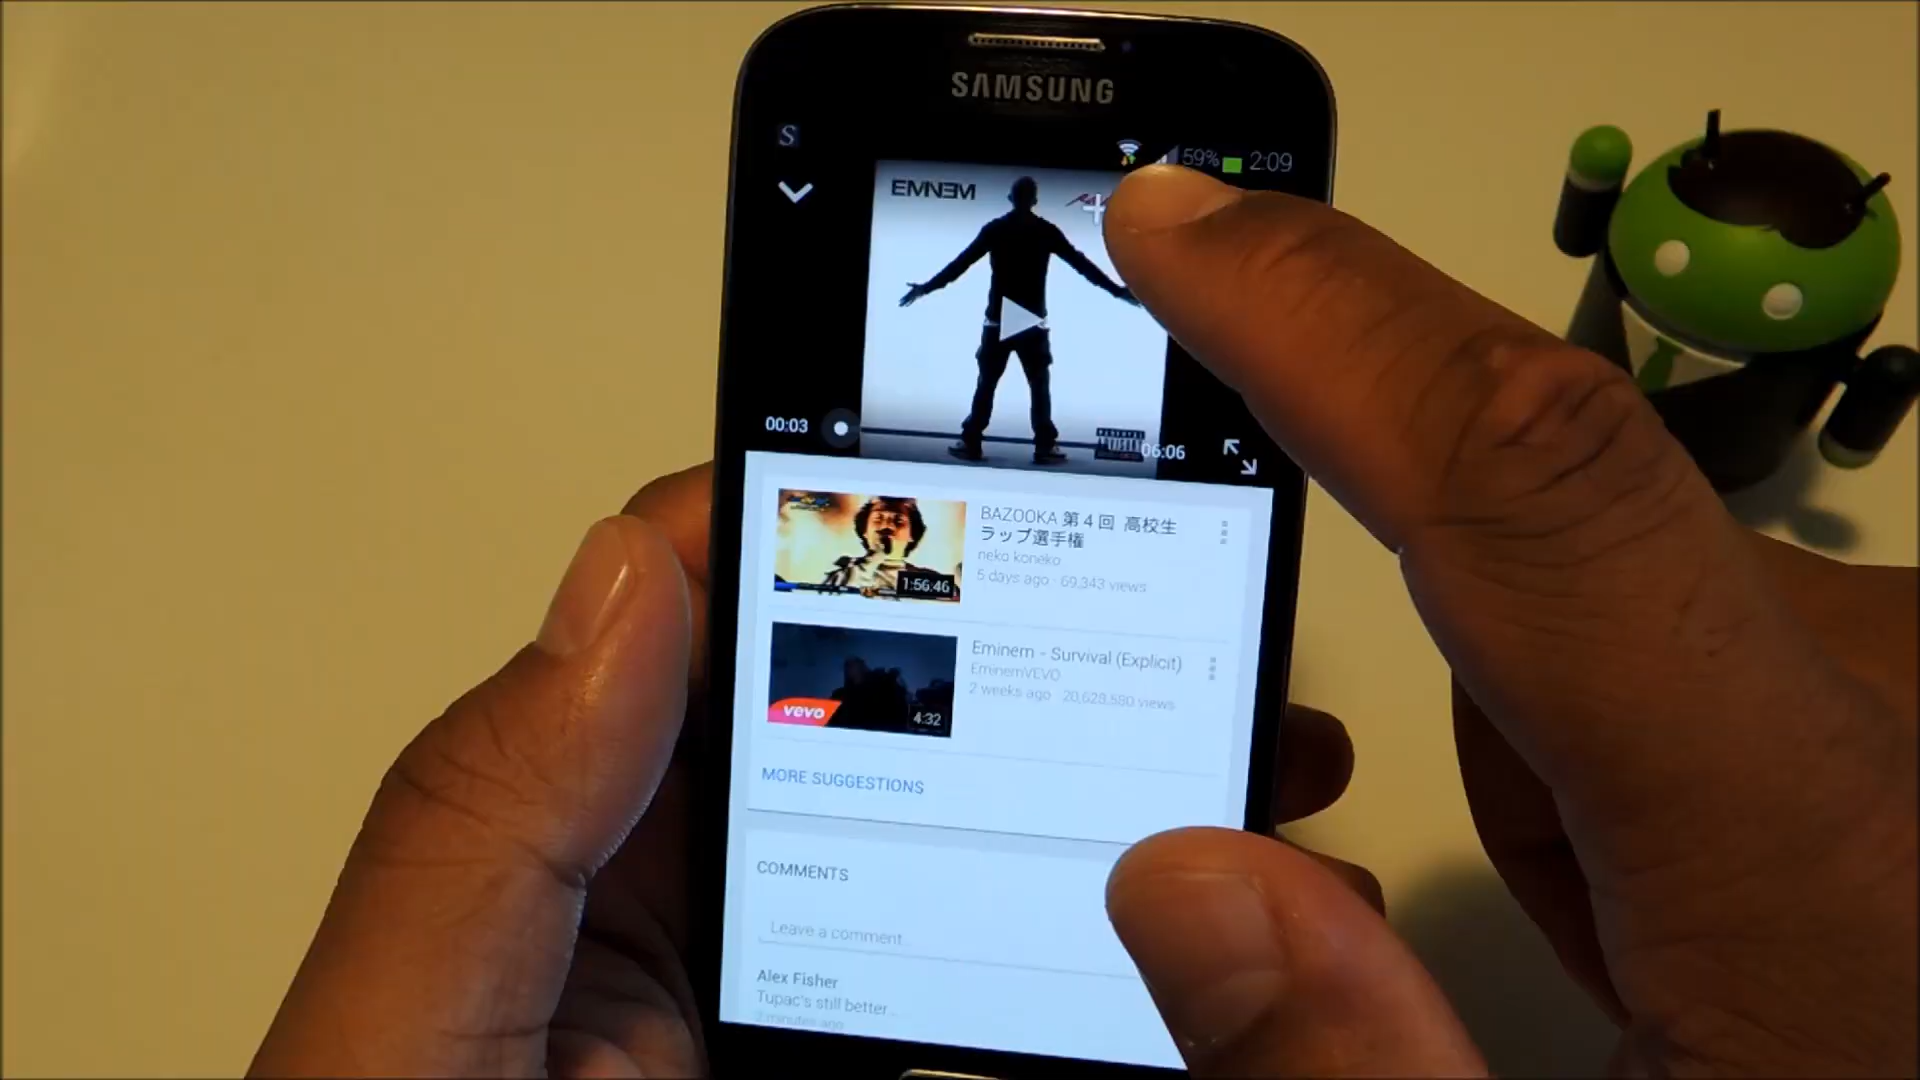 SAMSUNG
S
59% 2:09
EMINEM
00:03
06:06
BAZOOKA 第4回 高校生
ラップ選手権
neko koneko
5 days ago · 69,343 views
1:56:46
Eminem - Survival (Explicit)
EminemVEVO
2 weeks ago · 20,628,580 views
vevo
4:32
MORE SUGGESTIONS
COMMENTS
Leave a comment...
Alex Fisher
Tupac's still better....
2 minutes ago